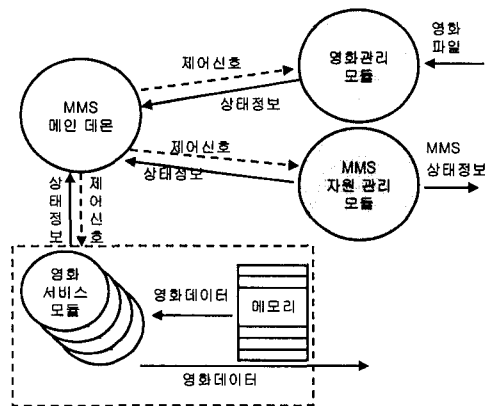 영화
파일
제어신호
영화관리
모듈
상태정보
MMS
메인 데몬
제어신호
상태정보
MMS
자원 관리
모듈
MMS
상태정보
상태정보
제어신호
영화
서비스
모듈
영화데이터
메모리
영화데이터